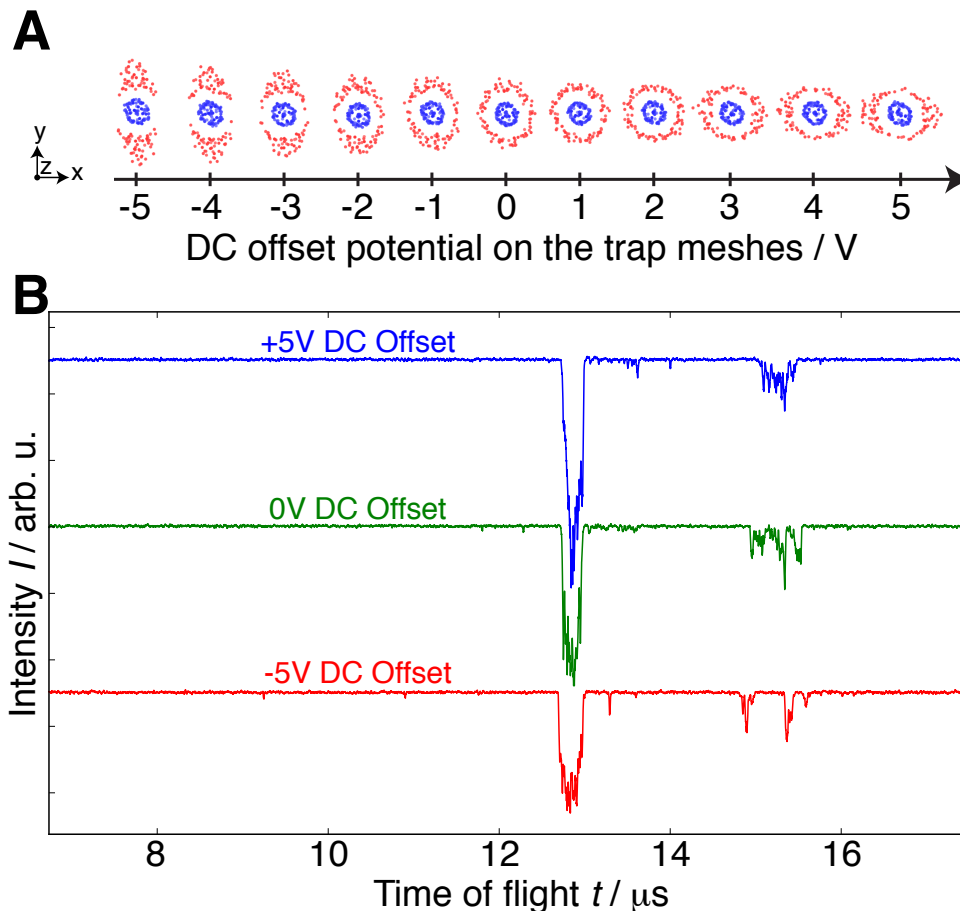 A
y
z x
-5 -4 -3 -2 -1 0 1 2 3 4 5
DC offset potential on the trap meshes / V
B
+5V DC Offset
0V DC Offset
-5V DC Offset
Intensity I / arb. u.
8 10 12 14 16
Time of flight t / μs